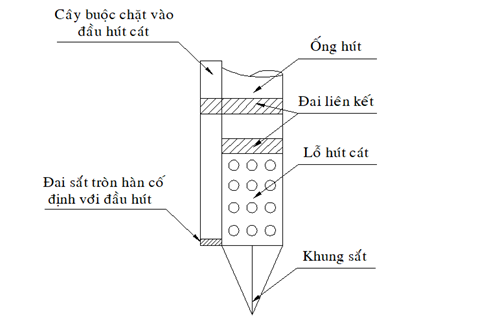 Cây buộc chặt vào
đầu hút cát
Ống hút
Đai liên kết
Lỗ hút cát
Đai sắt tròn hàn cố
định với đầu hút
Khung sắt